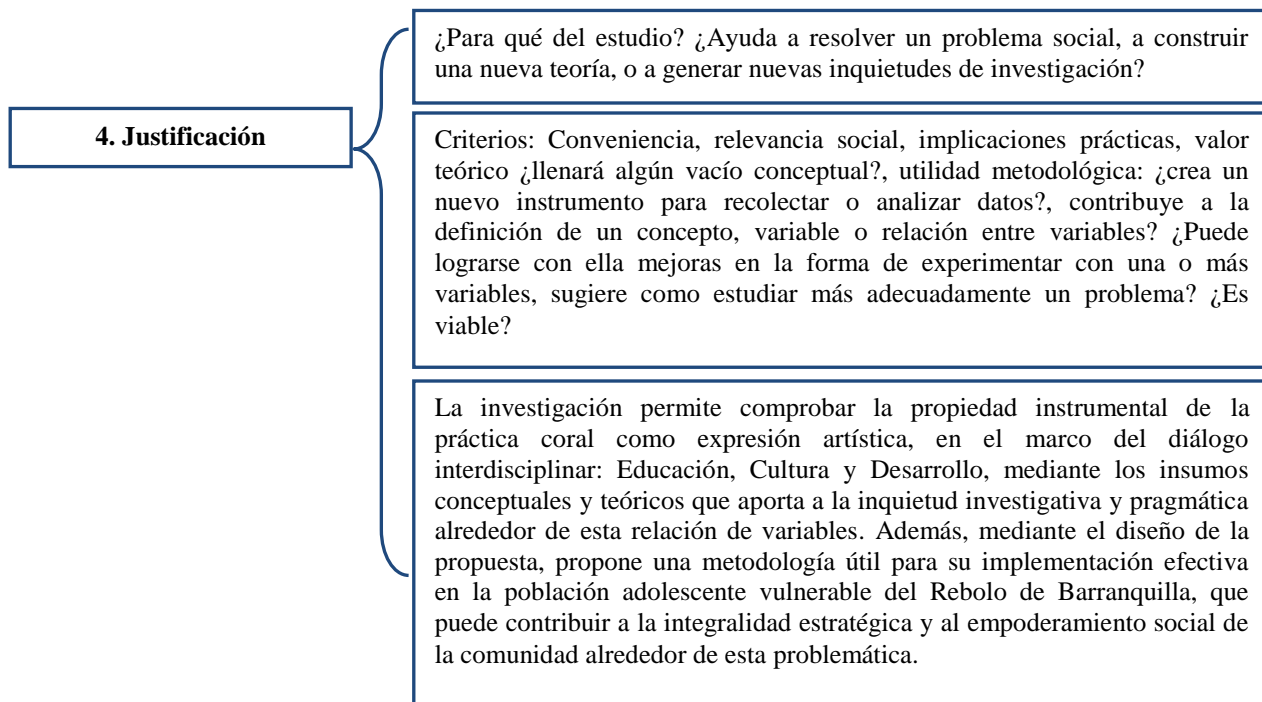 ¿Para qué del estudio? ¿Ayuda a resolver un problema social, a construir
una nueva teoría, o a generar nuevas inquietudes de investigación?
4. Justificación
Criterios: Conveniencia, relevancia social, implicaciones prácticas, valor
teórico ¿llenará algún vacío conceptual?, utilidad metodológica: ¿crea un
nuevo instrumento para recolectar o analizar datos?, contribuye a la
definición de un concepto, variable o relación entre variables? ¿Puede
lograrse con ella mejoras en la forma de experimentar con una o más
variables, sugiere como estudiar más adecuadamente un problema? ¿Es
viable?
La investigación permite comprobar la propiedad instrumental de la
práctica coral como expresión artística, en el marco del diálogo
interdisciplinar: Educación, Cultura y Desarrollo, mediante los insumos
conceptuales y teóricos que aporta a la inquietud investigativa y pragmática
alrededor de esta relación de variables. Además, mediante el diseño de la
propuesta, propone una metodología útil para su implementación efectiva
en la población adolescente vulnerable del Rebolo de Barranquilla, que
puede contribuir a la integralidad estratégica y al empoderamiento social de
la comunidad alrededor de esta problemática.